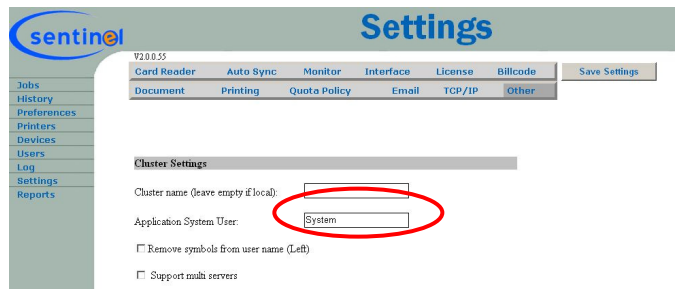 sentinel
Settings
V2.0.0.55
Card Reader Auto Sync Monitor Interface License Billcode Save Settings
Document Printing Quota Policy Email TCP/IP Other
Jobs
History
Preferences
Printers
Devices
Users
Log
Settings
Reports
Cluster Settings
Cluster name (leave empty if local):
Application System User: System
Remove symbols from user name (Left)
Support multi servers